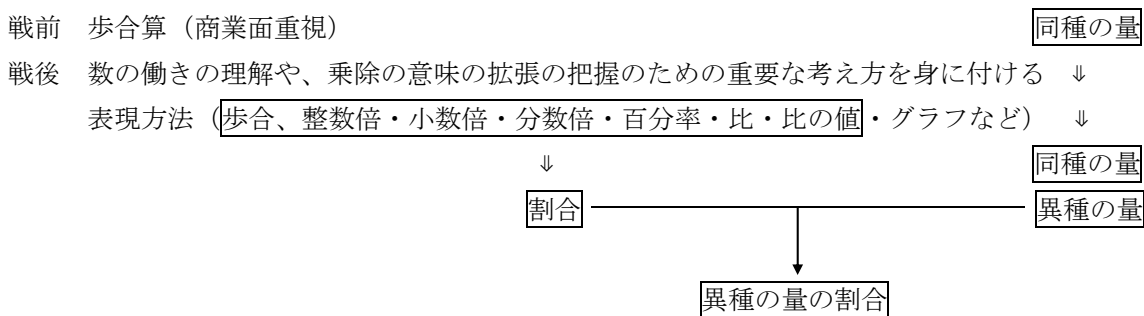 戦前　歩合算（商業面重視）　同種の量
戦後　数の働きの理解や、乗除の意味の拡張の把握のための重要な考え方を身に付ける　⇓
表現方法（歩合、整数倍・小数倍・分数倍・百分率・比・比の値・グラフなど）　⇓
⇓　同種の量
割合　異種の量
異種の量の割合